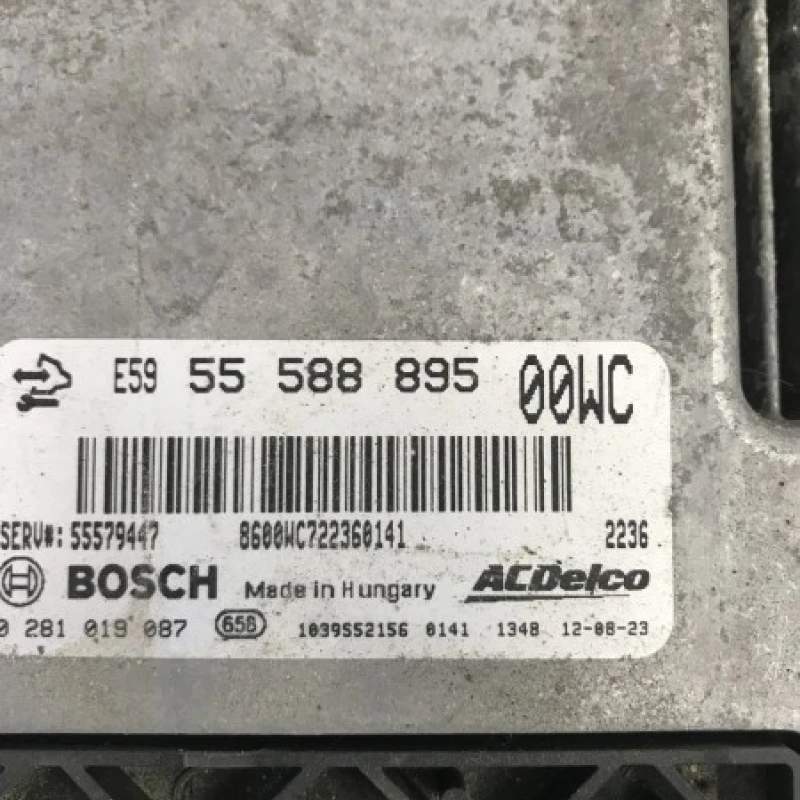 E59 55 588 895 00WC
SERV#: 55579447 8600WC722360141 2236
BOSCH Made in Hungary ACDelco
0 281 019 087 658 1039S52156 0141 1348 12-08-23